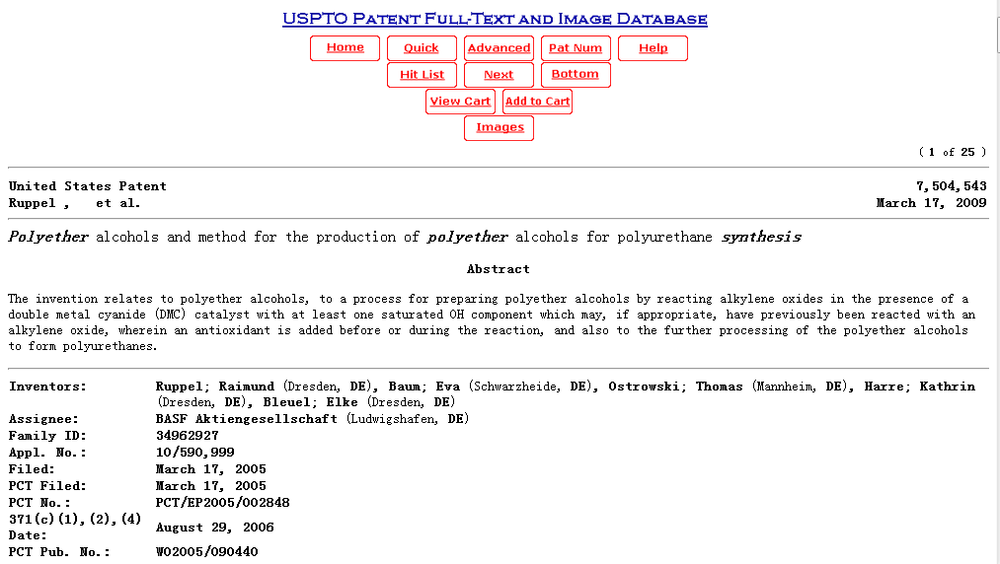 USPTO PATENT FULL-TEXT AND IMAGE DATABASE
Home Quick Advanced Pat Num Help
Hit List Next Bottom
View Cart Add to Cart
Images
( 1 of 25 )
United States Patent 7,504,543
Ruppel , et al. March 17, 2009
Polyether alcohols and method for the production of polyether alcohols for polyurethane synthesis
Abstract
The invention relates to polyether alcohols, to a process for preparing polyether alcohols by reacting alkylene oxides in the presence of a
double metal cyanide (DMC) catalyst with at least one saturated OH component which may, if appropriate, have previously been reacted with an
alkylene oxide, wherein an antioxidant is added before or during the reaction, and also to the further processing of the polyether alcohols
to form polyurethanes.
Inventors: Ruppel; Raimund (Dresden, DE), Baum; Eva (Schwarzheide, DE), Ostrowski; Thomas (Mannheim, DE), Harre; Kathrin
(Dresden, DE), Bleuel; Elke (Dresden, DE)
Assignee: BASF Aktiengesellschaft (Ludwigshafen, DE)
Family ID: 34962927
Appl. No.: 10/590,999
Filed: March 17, 2005
PCT Filed: March 17, 2005
PCT No.: PCT/EP2005/002848
371(c)(1),(2),(4)
Date: August 29, 2006
PCT Pub. No.: WO2005/090440